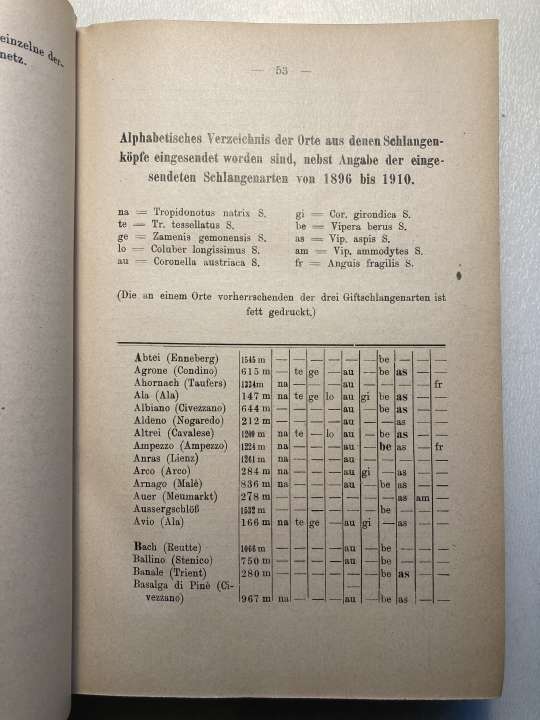 einzelne der-
netz.
— 53 —
Alphabetisches Verzeichnis der Orte aus denen Schlangen-
köpfe eingesendet worden sind, nebst Angabe der einge-
sendeten Schlangenarten von 1896 bis 1910.
na = Tropidonotus natrix S.
te = Tr. tessellatus S.
ge = Zamenis gemonensis S.
lo = Coluber longissimus S.
au = Coronella austriaca S.
gi = Cor. girondica S.
be = Vipera berus S.
as = Vip. aspis S.
am = Vip. ammodytes S.
fr = Anguis fragilis S.
(Die an einem Orte vorherrschenden der drei Giftschlangenarten ist
fett gedruckt.)
Abtei (Enneberg) 1545 m — — — — — — be — — —
Agrone (Condino) 615 m — te ge — au — be as — —
Ahornach (Taufers) 1334m na — — — au — — — — fr
Ala (Ala) 147 m na te ge lo au gi be as — —
Albiano (Civezzano) 644 m — — — — au — be as — —
Aldeno (Nogaredo) 212 m — — — — au — — as — —
Altrei (Cavalese) 1209 m na te — lo au — be as — —
Ampezzo (Ampezzo) 1224 m na — — — au — be as — fr
Anras (Lienz) 1261 m na — — — au — — — — —
Arco (Arco) 284 m na — — — au gi — as — —
Arnago (Malè) 836 m na — — — au — be as — —
Auer (Neumarkt) 278 m — — — — — — — as am —
Aussergschlöß 1532 m — — — — — — be — — —
Avio (Ala) 166 m na te ge — au gi — as — —
Bach (Reutte) 1066 m — — — — au — be — — —
Ballino (Stenico) 750 m — — — — au — be — — —
Banale (Trient) 280 m — — — — — — be as — —
Basalga di Pinè (Ci-
vezzano) 967 m na — — — au — be as — —